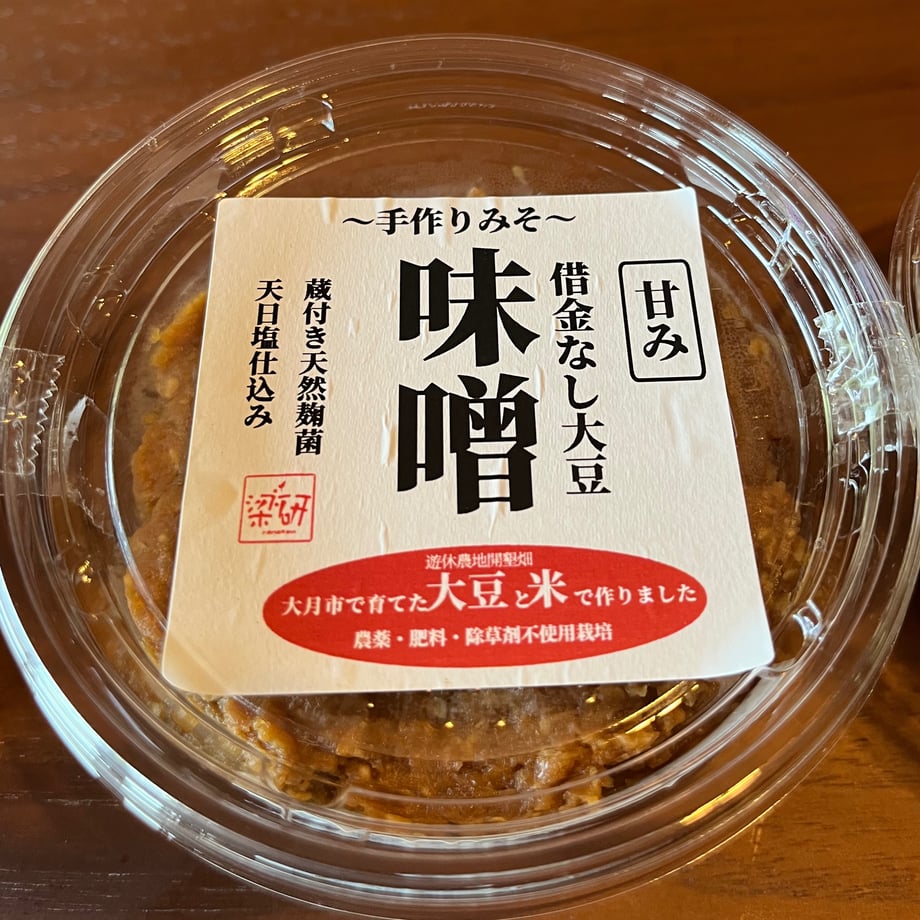 〜手作りみそ〜
甘み
借金なし大豆
味噌
蔵付き天然麹菌
天日塩仕込み
梁研
遊休農地開墾畑
大月市で育てた大豆と米で作りました
農薬・肥料・除草剤不使用栽培